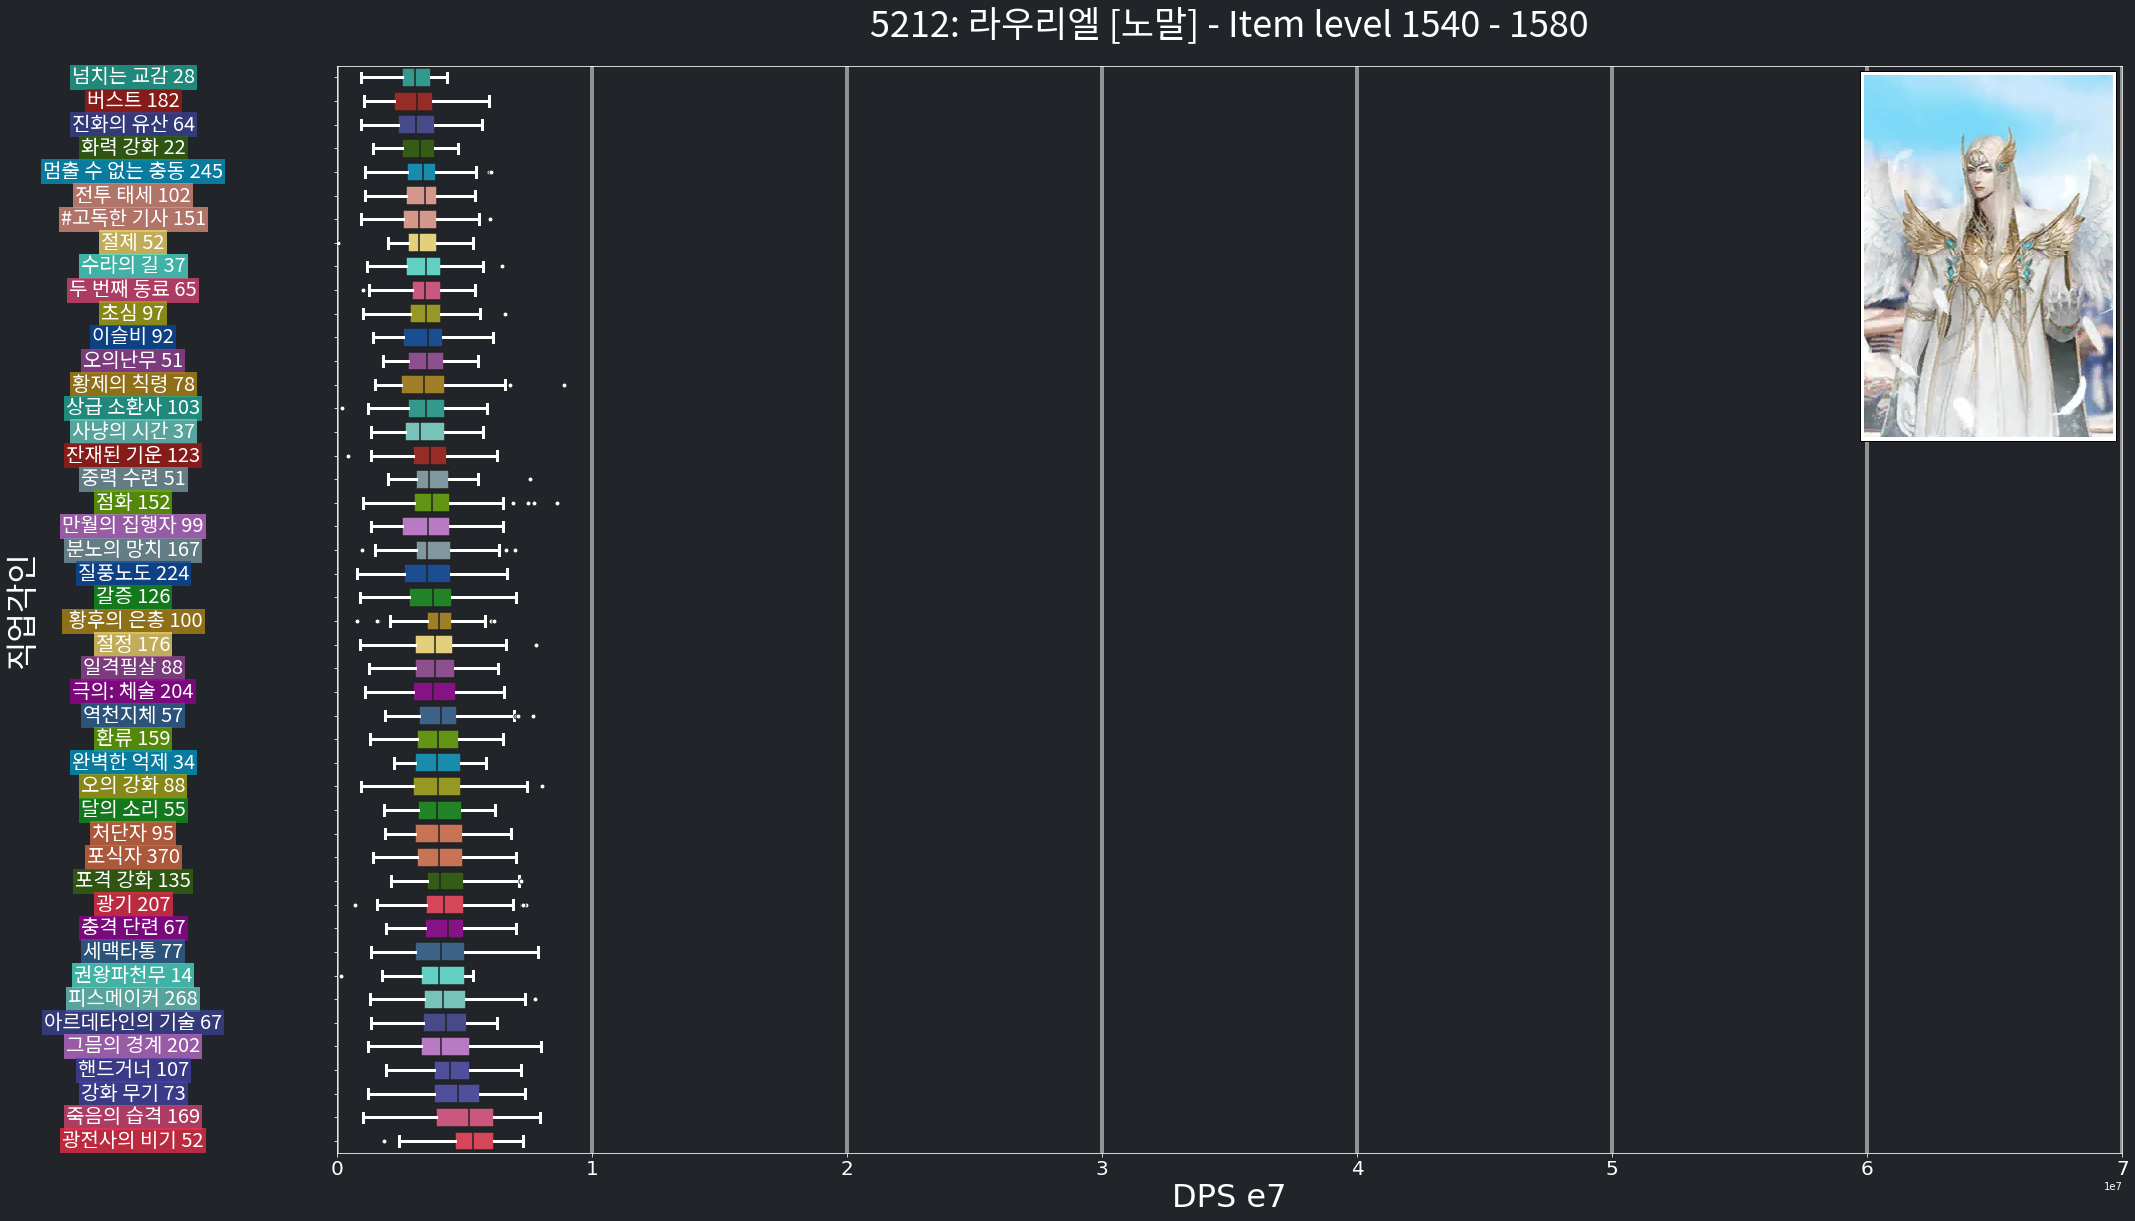 5212: 라우리엘 [노말] - Item level 1540 - 1580
직업각인
넘치는 교감 28
버스트 182
진화의 유산 64
화력 강화 22
멈출 수 없는 충동 245
전투 태세 102
#고독한 기사 151
절제 52
수라의 길 37
두 번째 동료 65
초심 97
이슬비 92
오의난무 51
황제의 칙령 78
상급 소환사 103
사냥의 시간 37
잔재된 기운 123
중력 수련 51
점화 152
만월의 집행자 99
분노의 망치 167
질풍노도 224
갈증 126
황후의 은총 100
절정 176
일격필살 88
극의: 체술 204
역천지체 57
환류 159
완벽한 억제 34
오의 강화 88
달의 소리 55
처단자 95
포식자 370
포격 강화 135
광기 207
충격 단련 67
세맥타통 77
권왕파천무 14
피스메이커 268
아르데타인의 기술 67
그믐의 경계 202
핸드거너 107
강화 무기 73
죽음의 습격 169
광전사의 비기 52
0 1 2 3 4 5 6 7
1e7
DPS e7